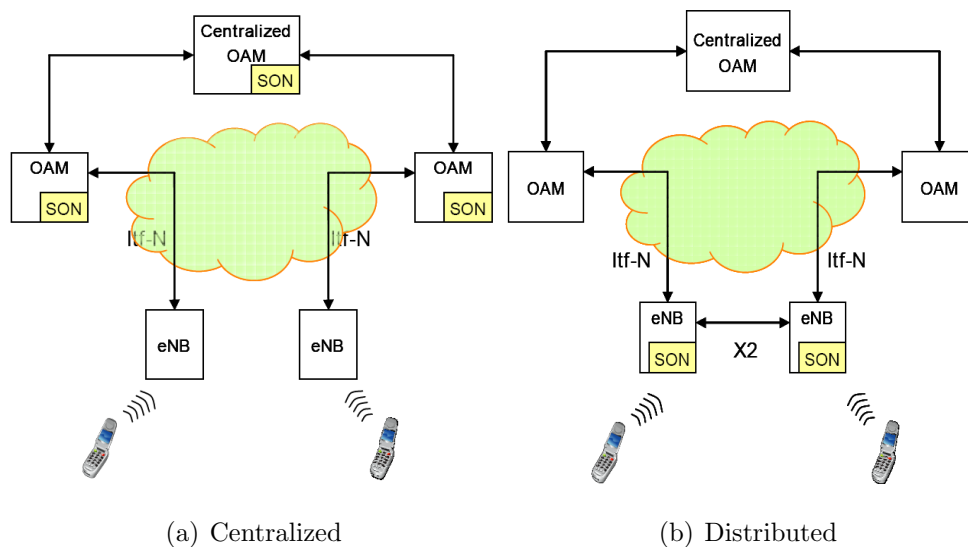 Centralized
OAM
SON
OAM
SON
OAM
SON
Itf-N
Itf-N
eNB
eNB
(a) Centralized
Centralized
OAM
OAM
OAM
Itf-N
Itf-N
eNB
SON
X2
eNB
SON
(b) Distributed